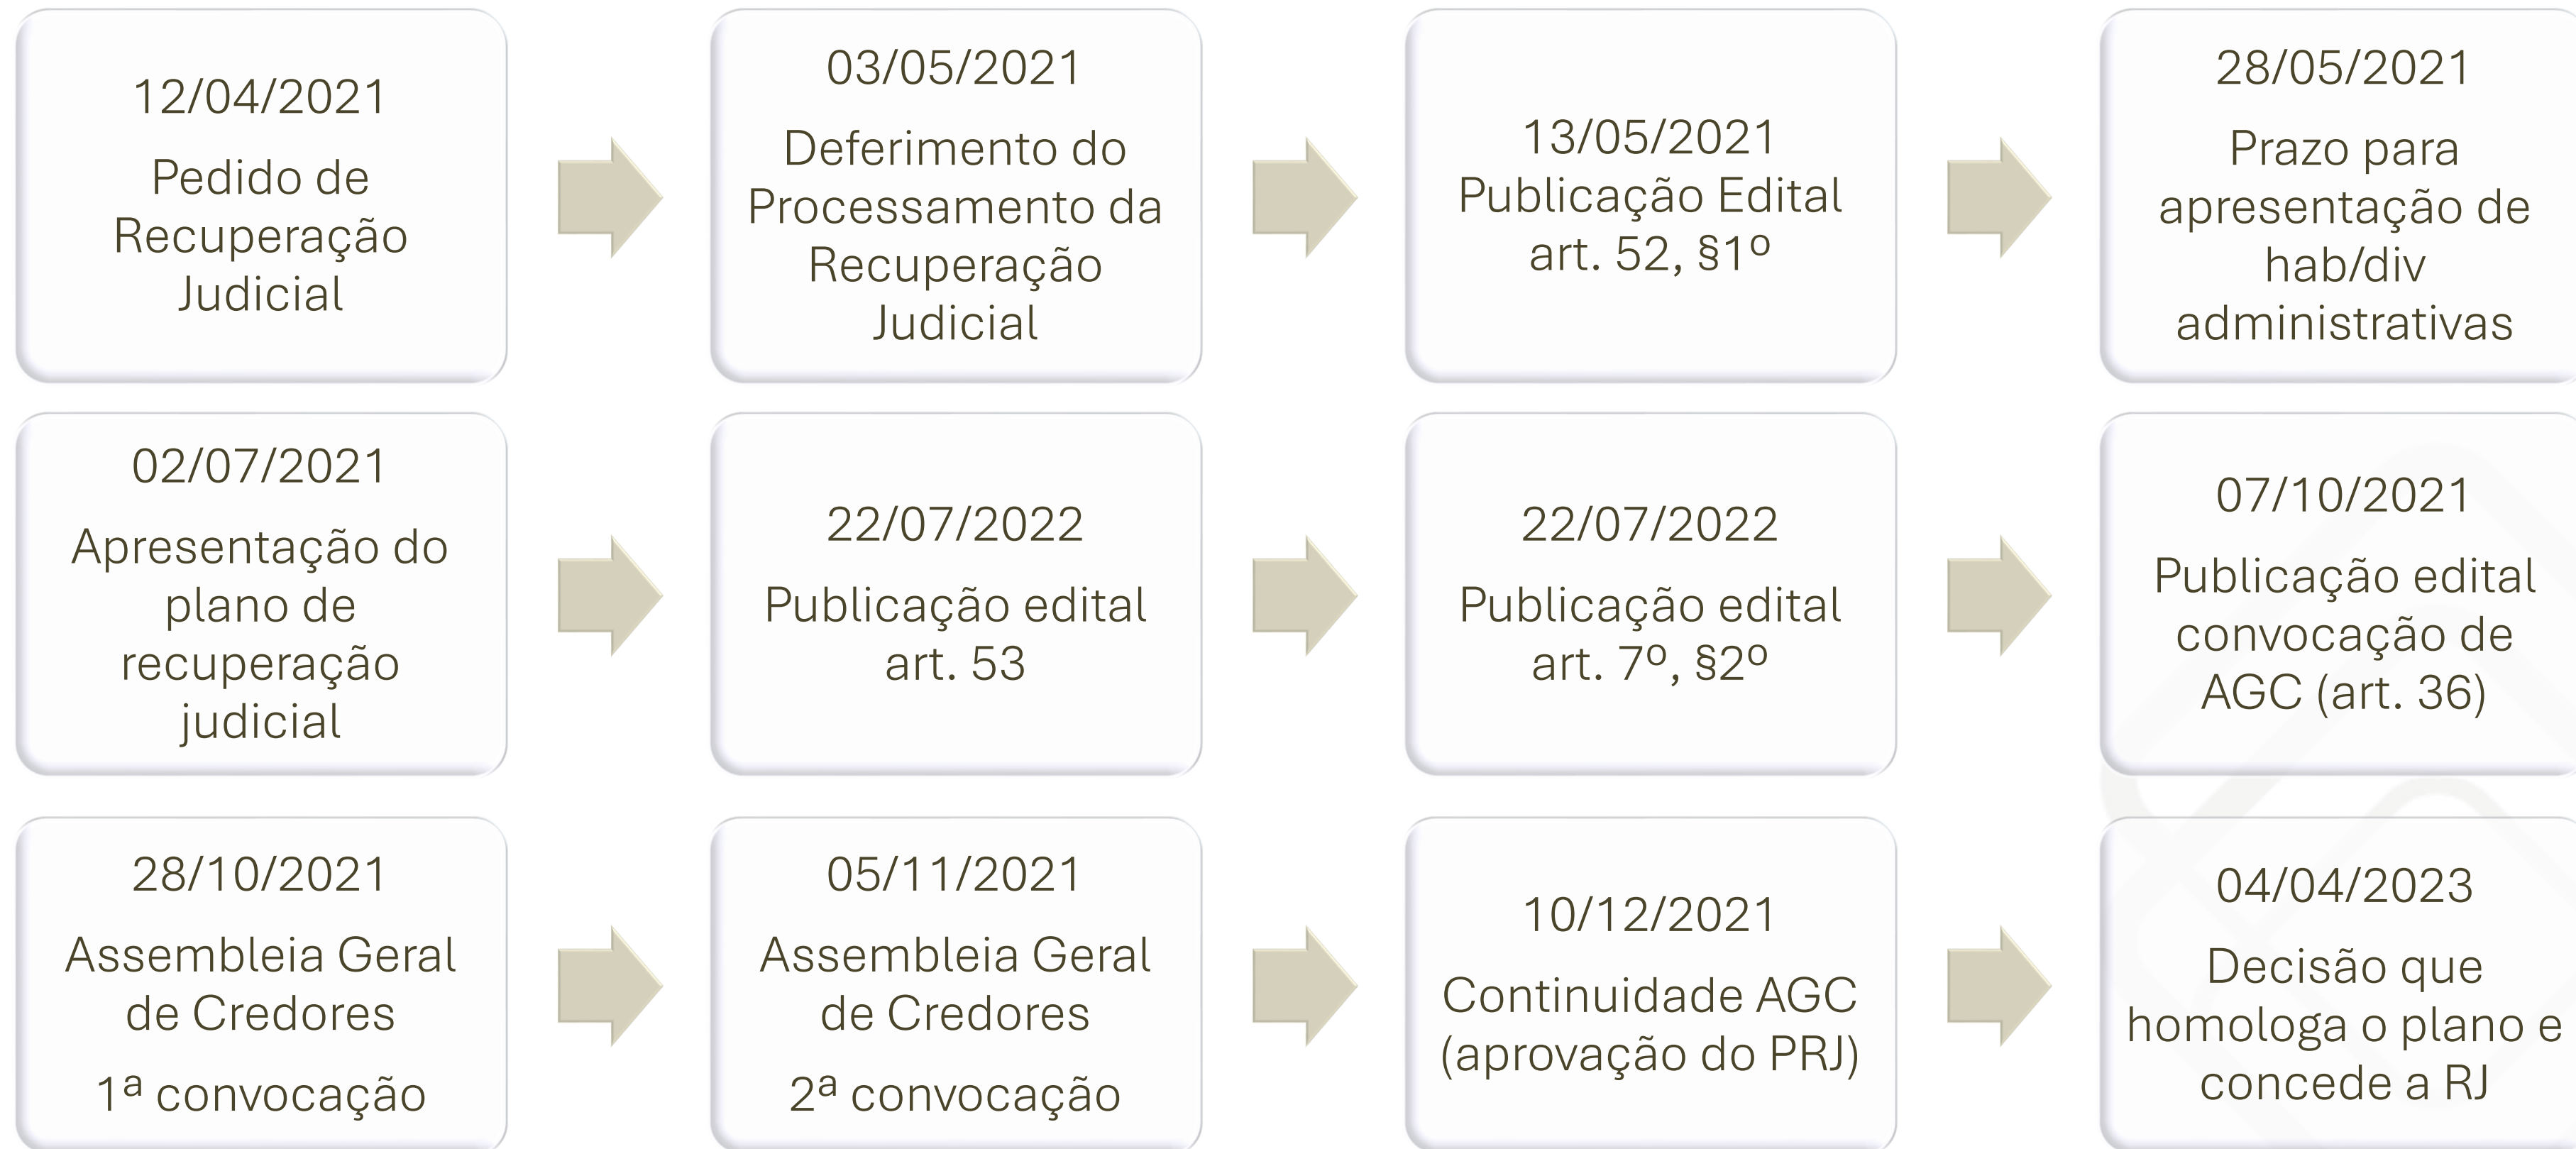 12/04/2021
Pedido de
Recuperação
Judicial
03/05/2021
Deferimento do
Processamento da
Recuperação
Judicial
13/05/2021
Publicação Edital
art. 52, §1º
28/05/2021
Prazo para
apresentação de
hab/div
administrativas
02/07/2021
Apresentação do
plano de
recuperação
judicial
22/07/2022
Publicação edital
art. 53
22/07/2022
Publicação edital
art. 7º, §2º
07/10/2021
Publicação edital
convocação de
AGC (art. 36)
28/10/2021
Assembleia Geral
de Credores
1ª convocação
05/11/2021
Assembleia Geral
de Credores
2ª convocação
10/12/2021
Continuidade AGC
(aprovação do PRJ)
04/04/2023
Decisão que
homologa o plano e
concede a RJ